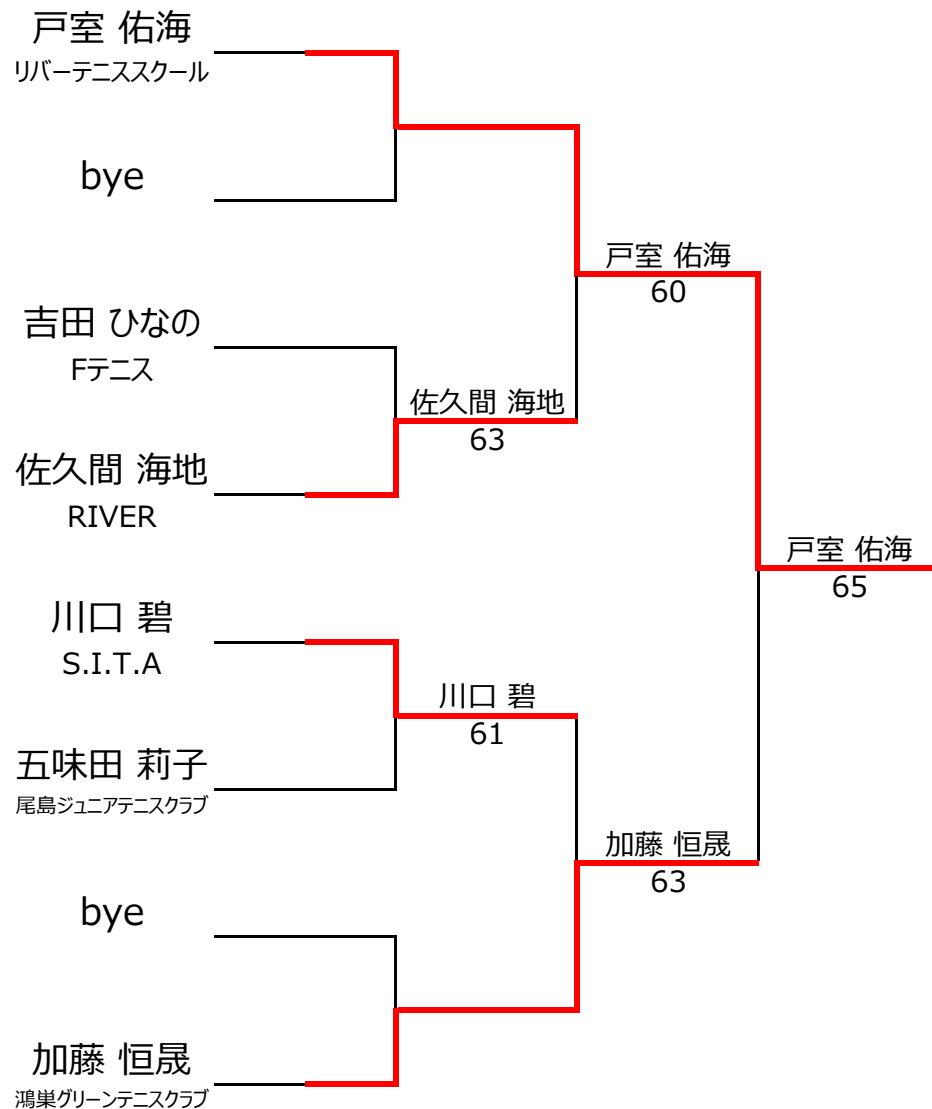 戸室 佑海
リバーテニススクール
bye
吉田 ひなの
Fテニス
佐久間 海地
RIVER
川口 碧
S.I.T.A
五味田 莉子
尾島ジュニアテニスクラブ
bye
加藤 恒晟
鴻巣グリーンテニスクラブ
佐久間 海地
63
川口 碧
61
戸室 佑海
60
加藤 恒晟
63
戸室 佑海
65